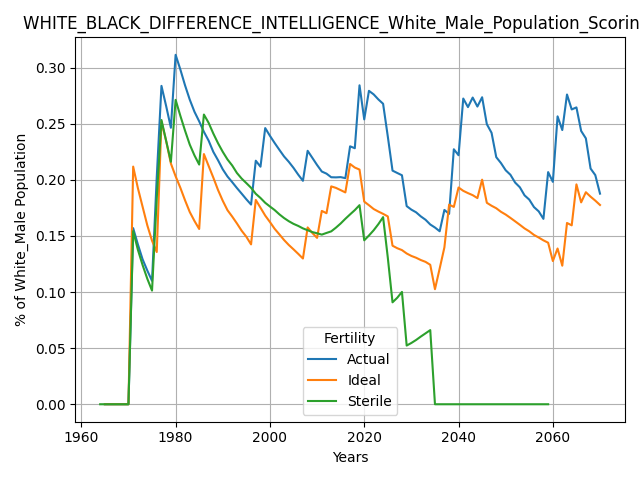 WHITE_BLACK_DIFFERENCE_INTELLIGENCE_White_Male_Population_Scorin
% of White_Male Population
0.30
0.25
0.20
0.15
0.10
0.05
0.00
Fertility
Actual
Ideal
Sterile
1960
1980
2000
2020
2040
2060
Years